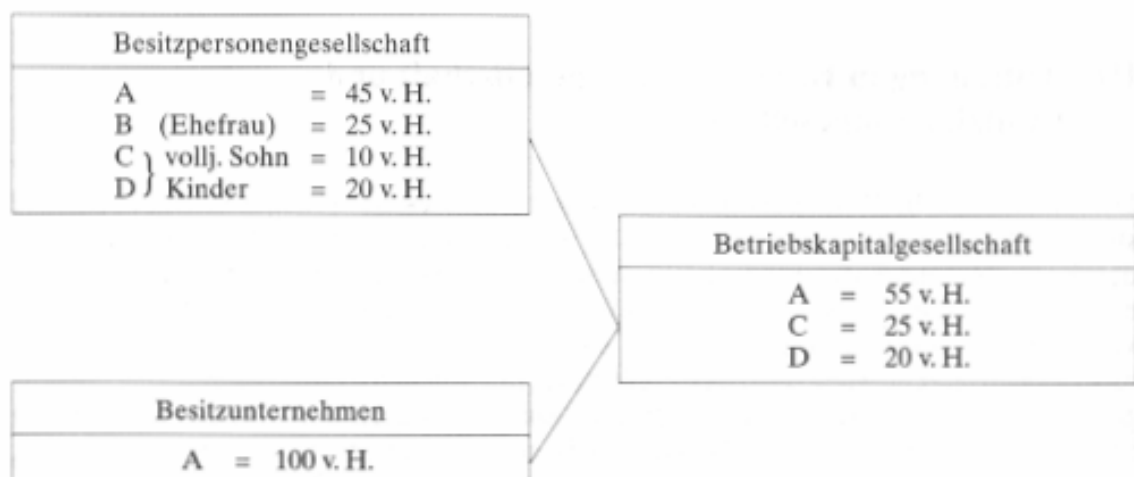 Besitzpersonengesellschaft
A = 45 v. H.
B (Ehefrau) = 25 v. H.
C } vollj. Sohn = 10 v. H.
D } Kinder = 20 v. H.
Betriebskapitalgesellschaft
A = 55 v. H.
C = 25 v. H.
D = 20 v. H.
Besitzunternehmen
A = 100 v. H.